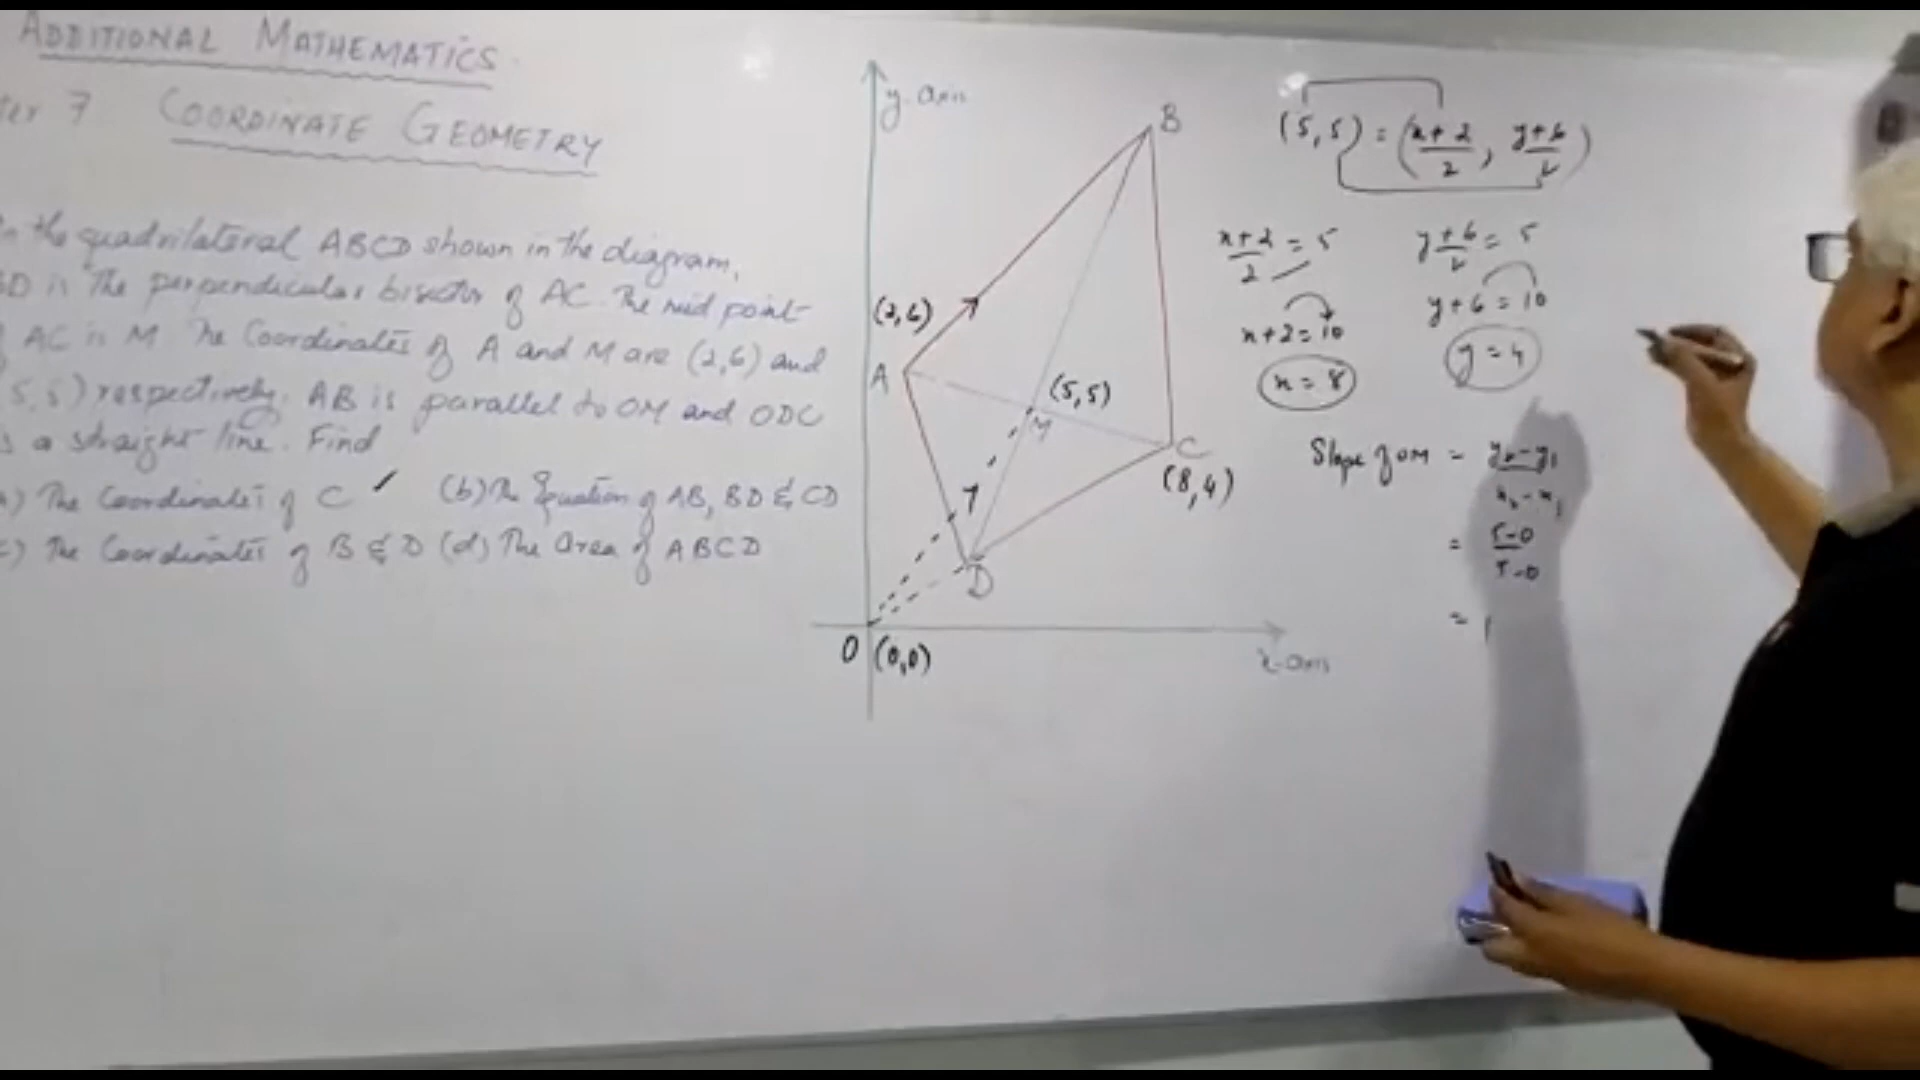 ADDITIONAL MATHEMATICS
ter 7 COORDINATE GEOMETRY
n the quadrilateral ABCD shown in the diagram,
BD is the perpendicular bisector of AC. The mid point
f AC is M. The Coordinates of A and M are (2,6) and
5,5) respectively. AB is parallel to OM and ODC
s a straight line. Find
a) The Coordinates of C ✓ (b) The Equation of AB, BD & CD
c) The Coordinates of B & D (d) The Area of ABCD
y-axis
B
(2,6)
A
(5,5)
M
C
(8,4)
D
O (0,0)
x-axis
(5,5) = (x+2/2, y+6/2)
x+2/2 = 5
y+6/2 = 5
x+2=10
y+6=10
x=8
y=4
Slope of OM = y₂-y₁/x₂-x₁
= 5-0/5-0
= 1